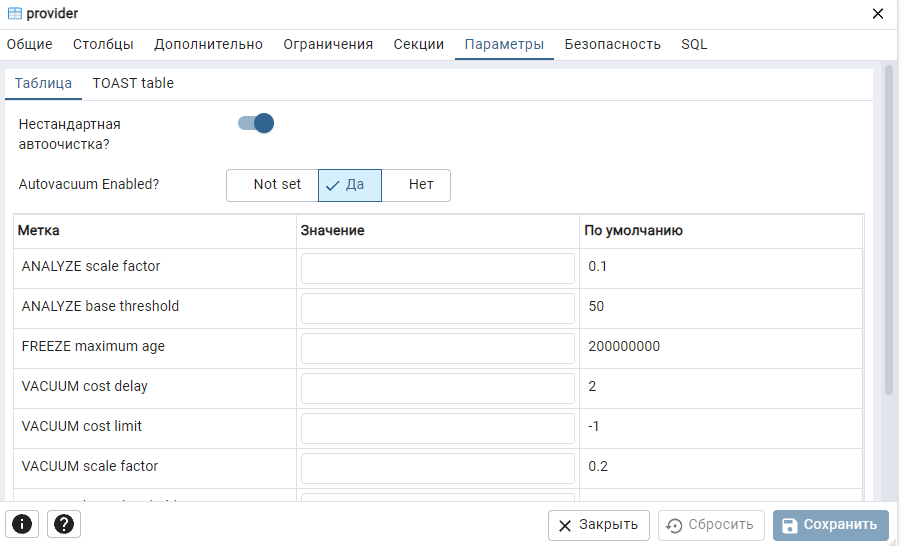 provider
Общие Столбцы Дополнительно Ограничения Секции Параметры Безопасность SQL
Таблица TOAST table
Нестандартная
автоочистка?
Autovacuum Enabled? Not set Да Нет
Метка Значение По умолчанию
ANALYZE scale factor 0.1
ANALYZE base threshold 50
FREEZE maximum age 200000000
VACUUM cost delay 2
VACUUM cost limit -1
VACUUM scale factor 0.2
Закрыть Сбросить Сохранить